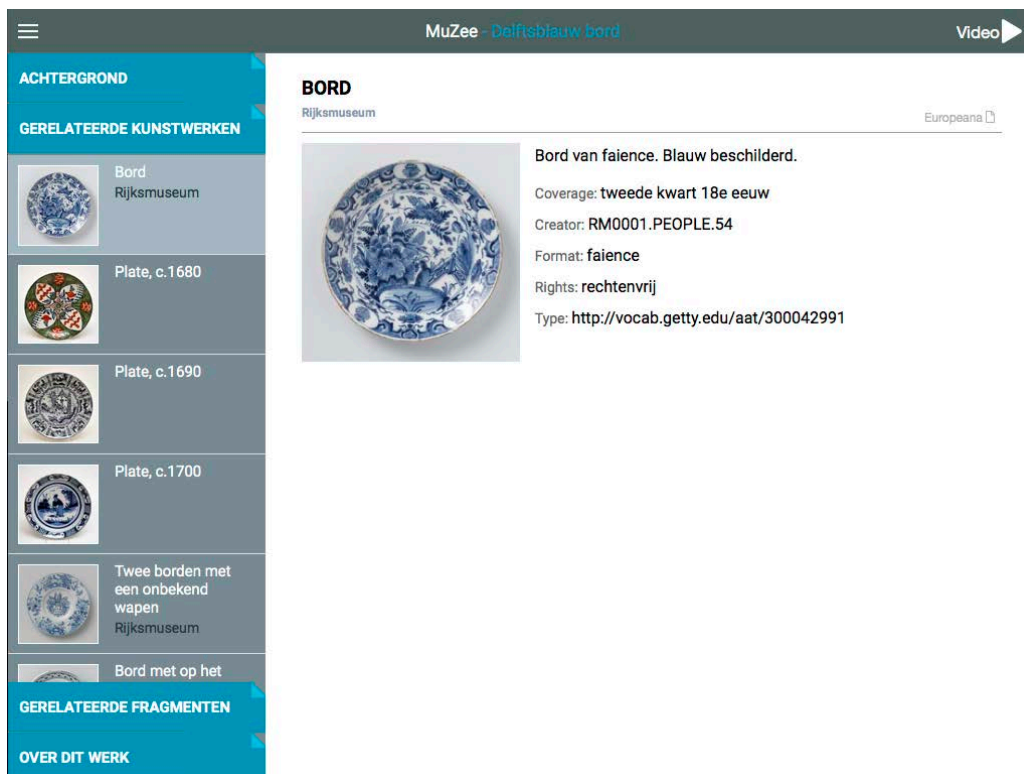 MuZee - Delftsblauw bord
Video
ACHTERGROND
GERELATEERDE KUNSTWERKEN
Bord
Rijksmuseum
Plate, c.1680
Plate, c.1690
Plate, c.1700
Twee borden met
een onbekend
wapen
Rijksmuseum
Bord met op het
GERELATEERDE FRAGMENTEN
OVER DIT WERK
BORD
Rijksmuseum
Europeana
Bord van faience. Blauw beschilderd.
Coverage: tweede kwart 18e eeuw
Creator: RM0001.PEOPLE.54
Format: faience
Rights: rechtenvrij
Type: http://vocab.getty.edu/aat/300042991